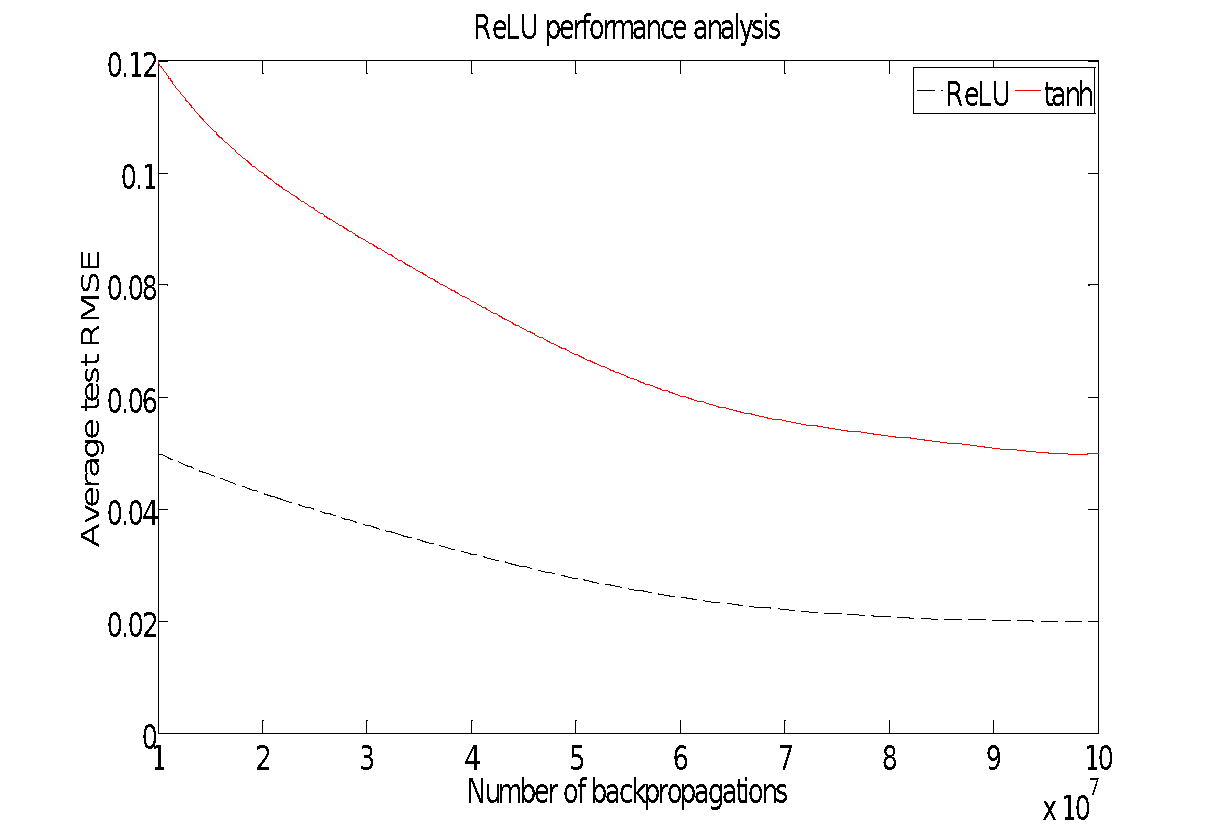 ReLU performance analysis
ReLU tanh
0.12
0.1
0.08
0.06
0.04
0.02
0
Average test RMSE
1 2 3 4 5 6 7 8 9 10
Number of backpropagations
x 10^7